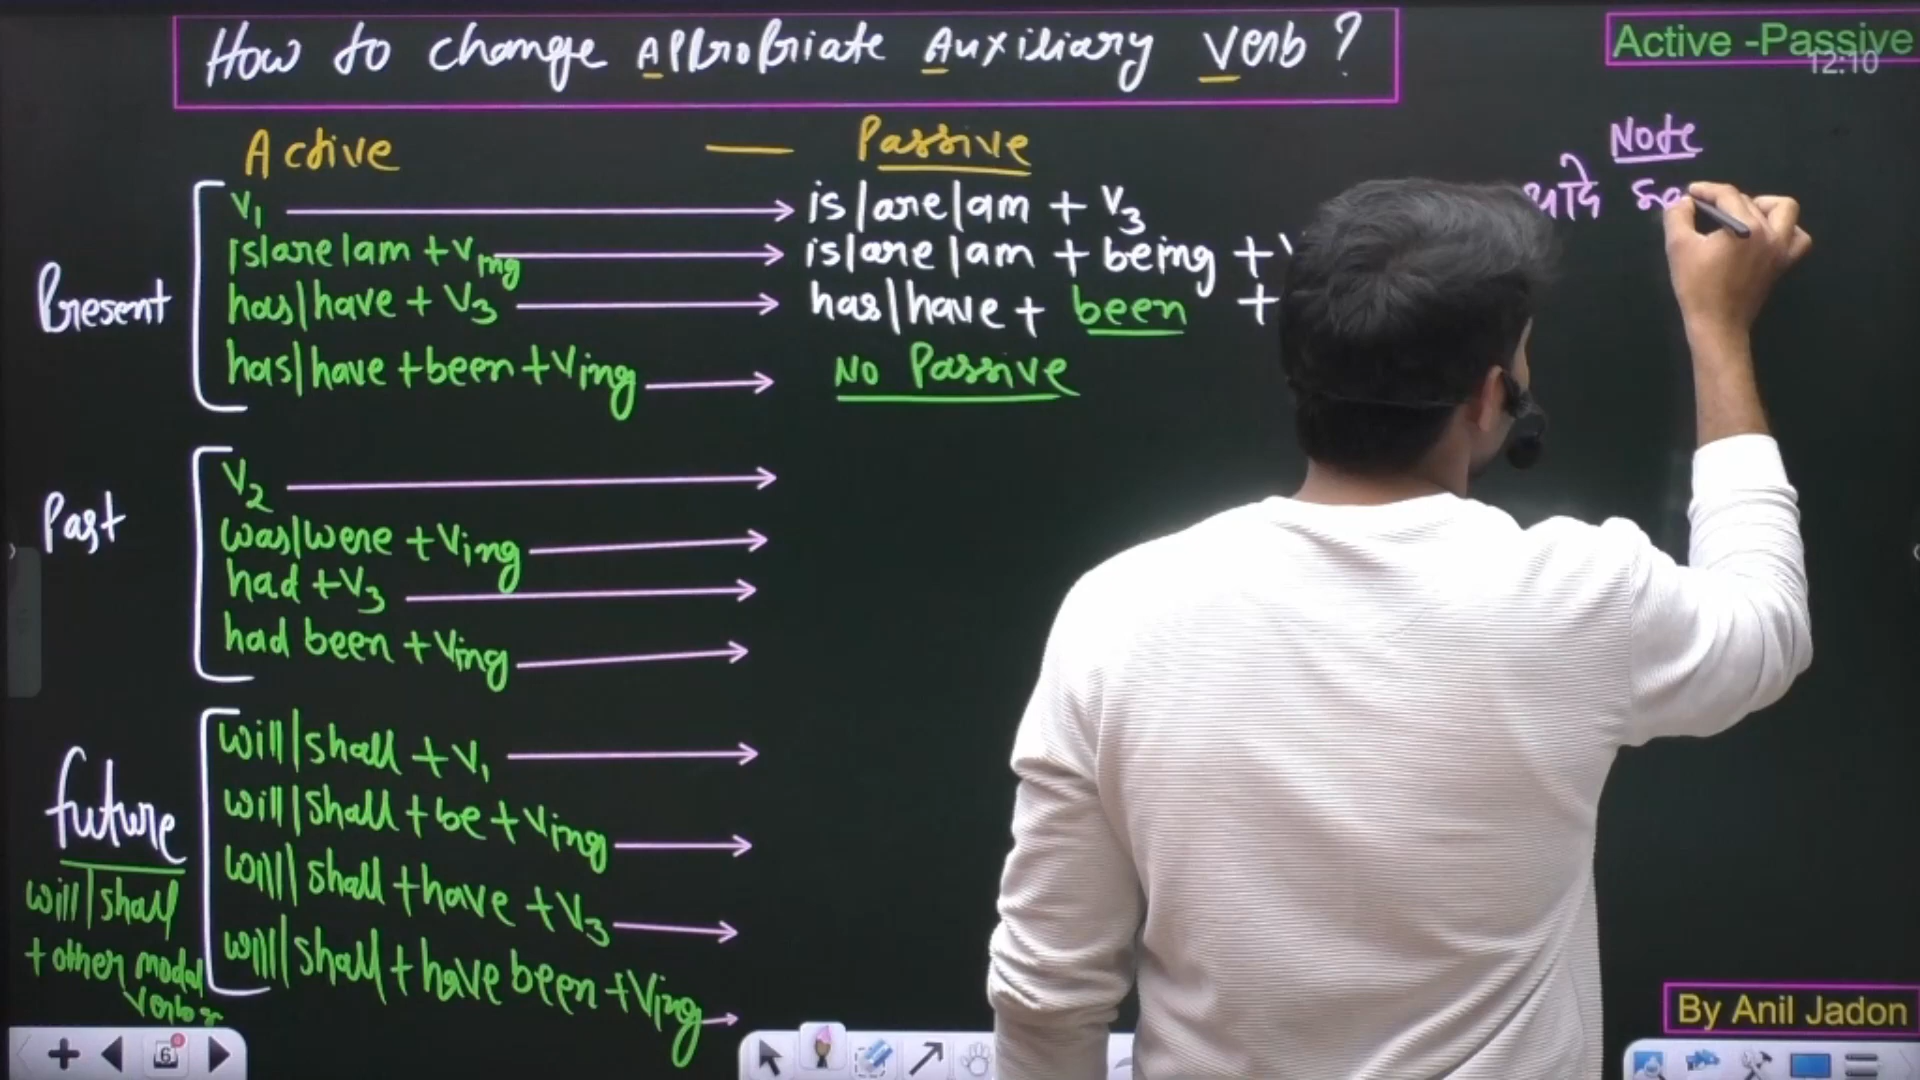 How to change Appropriate Auxiliary Verb ?
Active -Passive
12:10
Active — Passive
Note
यदि
Present
V1 → is/are/am + V3
is/are/am + Ving → is/are/am + being + V
has/have + V3 → has/have + been +
has/have + been + Ving → No Passive
Past
V2 →
was/were + Ving →
had + V3 →
had been + Ving →
Future
will/shall
+ other modal
verbs
will/shall + V1 →
will/shall + be + Ving →
will/shall + have + V3 →
will/shall + have been + Ving →
By Anil Jadon
6